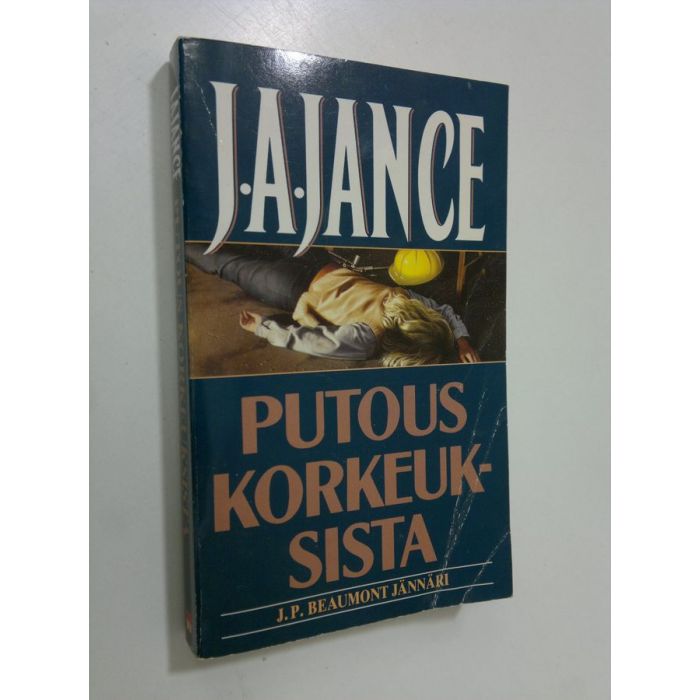 J.A.JANCE
PUTOUS
KORKEUK-
SISTA
J.P. BEAUMONT JÄNNÄRI